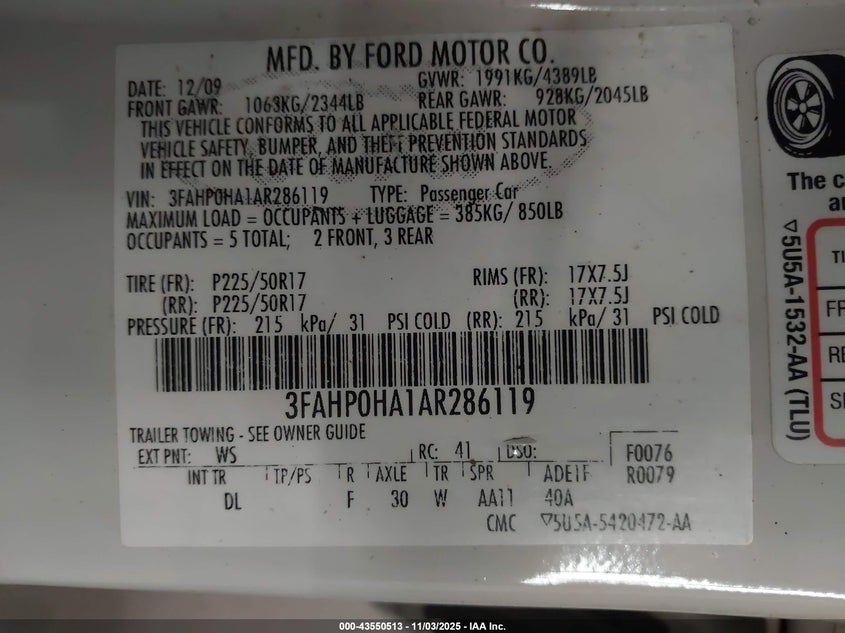 MFD. BY FORD MOTOR CO.
DATE: 12/09 GVWR: 1991KG/4389LB
FRONT GAWR: 1063KG/2344LB REAR GAWR: 928KG/2045LB
THIS VEHICLE CONFORMS TO ALL APPLICABLE FEDERAL MOTOR
VEHICLE SAFETY, BUMPER, AND THEFT PREVENTION STANDARDS
IN EFFECT ON THE DATE OF MANUFACTURE SHOWN ABOVE.
VIN: 3FAHP0HA1AR286119 TYPE: Passenger Car
MAXIMUM LOAD = OCCUPANTS + LUGGAGE = 385KG/ 850LB
OCCUPANTS = 5 TOTAL; 2 FRONT, 3 REAR
TIRE (FR): P225/50R17 RIMS (FR): 17X7.5J
(RR): P225/50R17 (RR): 17X7.5J
PRESSURE (FR): 215 kPa/ 31 PSI COLD (RR): 215 kPa/ 31 PSI COLD
3FAHP0HA1AR286119
TRAILER TOWING - SEE OWNER GUIDE
EXT PNT: WS RC: 41 DSO: F0076
INT TR TP/PS R AXLE TR SPR ADE1F R0079
DL F 30 W AA11 40A
CMC ▽5U5A-5420472-AA
The c
a
▽5U5A-1532-AA (TLU)
TI
FR
RE
SI
000-43550513 - 11/03/2025 - IAA Inc.